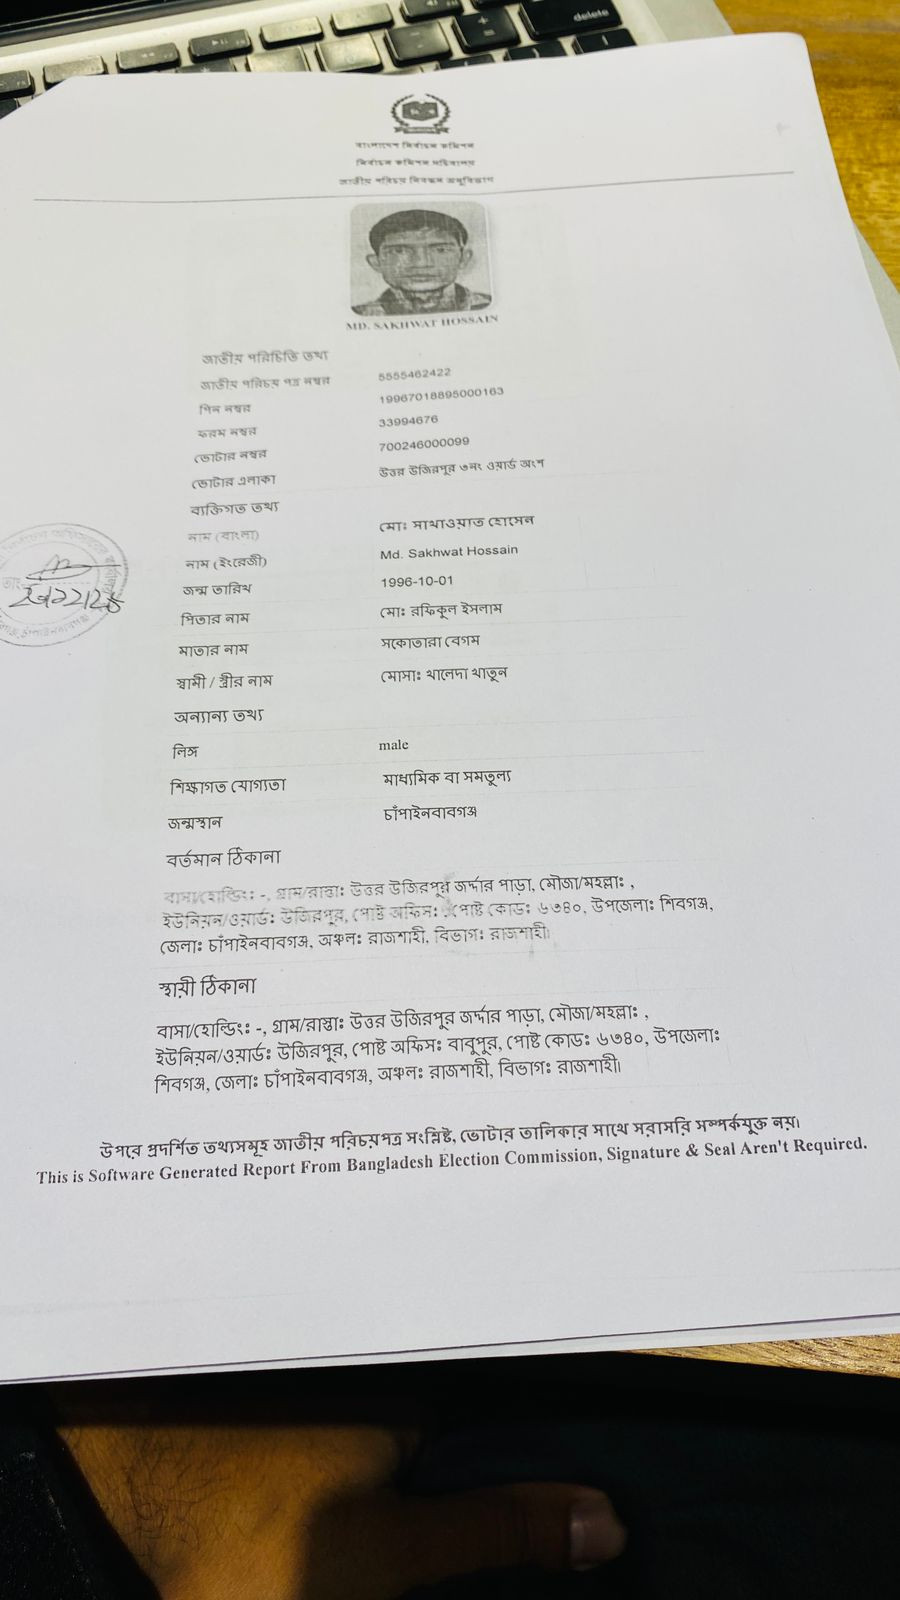 delete
বাংলাদেশ নির্বাচন কমিশন
নির্বাচন কমিশন সচিবালয়
জাতীয় পরিচয় নিবন্ধন অনুবিভাগ
MD. SAKHWAT HOSSAIN
জাতীয় পরিচিতি তথ্য
জাতীয় পরিচয় পত্র নম্বর 5555462422
পিন নম্বর 19967018895000163
ফরম নম্বর 33994676
ভোটার নম্বর 700246000099
ভোটার এলাকা উত্তর উজিরপুর ৩নং ওয়ার্ড অংশ
ব্যক্তিগত তথ্য
নাম (বাংলা) মোঃ সাখাওয়াত হোসেন
নাম (ইংরেজী) Md. Sakhwat Hossain
জন্ম তারিখ 1996-10-01
পিতার নাম মোঃ রফিকুল ইসলাম
মাতার নাম সকোতারা বেগম
স্বামী / স্ত্রীর নাম মোসাঃ খালেদা খাতুন
অন্যান্য তথ্য
লিঙ্গ male
শিক্ষাগত যোগ্যতা মাধ্যমিক বা সমতুল্য
জন্মস্থান চাঁপাইনবাবগঞ্জ
বর্তমান ঠিকানা
বাসা/হোল্ডিং: -, গ্রাম/রাস্তা: উত্তর উজিরপুর জর্দ্দার পাড়া, মৌজা/মহল্লা: ,
ইউনিয়ন/ওয়ার্ড: উজিরপুর, পোষ্ট অফিস: পোষ্ট কোড: ৬৩৪০, উপজেলা: শিবগঞ্জ,
জেলা: চাঁপাইনবাবগঞ্জ, অঞ্চল: রাজশাহী, বিভাগ: রাজশাহী।
স্থায়ী ঠিকানা
বাসা/হোল্ডিং: -, গ্রাম/রাস্তা: উত্তর উজিরপুর জর্দ্দার পাড়া, মৌজা/মহল্লা: ,
ইউনিয়ন/ওয়ার্ড: উজিরপুর, পোষ্ট অফিস: বাবুপুর, পোষ্ট কোড: ৬৩৪০, উপজেলা:
শিবগঞ্জ, জেলা: চাঁপাইনবাবগঞ্জ, অঞ্চল: রাজশাহী, বিভাগ: রাজশাহী।
উপরে প্রদর্শিত তথ্যসমূহ জাতীয় পরিচয়পত্র সংশ্লিষ্ট, ভোটার তালিকার সাথে সরাসরি সম্পর্কযুক্ত নয়।
This is Software Generated Report From Bangladesh Election Commission, Signature & Seal Aren't Required.